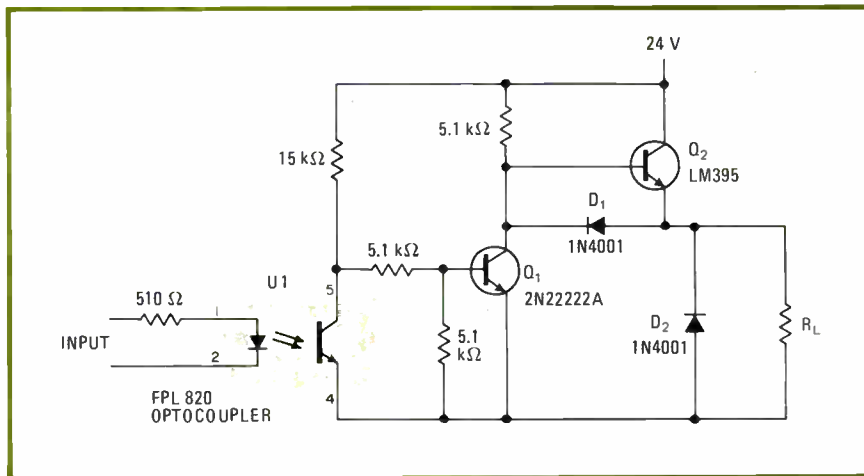 24 V
5.1 kΩ
15 kΩ
Q2
LM395
D1
1N4001
5.1 kΩ
U1
5
Q1
2N22222A
510 Ω
1
D2
1N4001
RL
INPUT
5.1
kΩ
2
4
FPL 820
OPTOCOUPLER